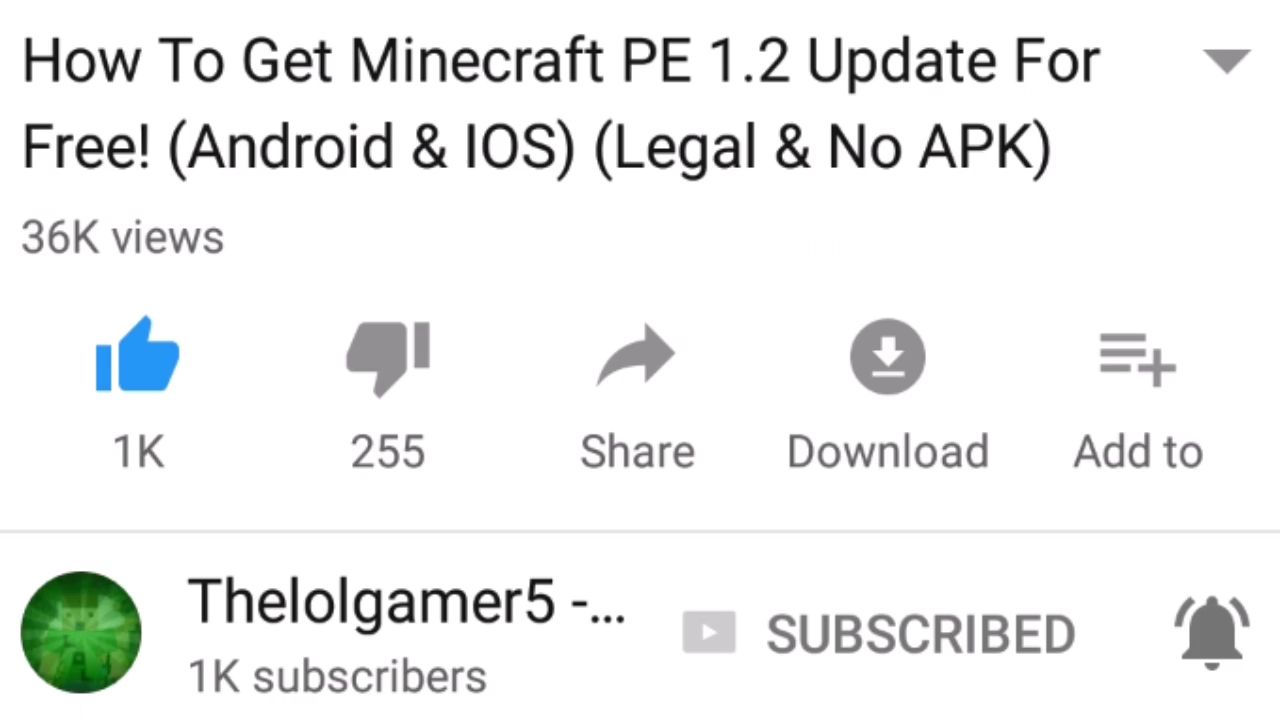 How To Get Minecraft PE 1.2 Update For
Free! (Android & IOS) (Legal & No APK)
36K views
1K
255
Share
Download
Add to
Thelolgamer5 -...
SUBSCRIBED
1K subscribers